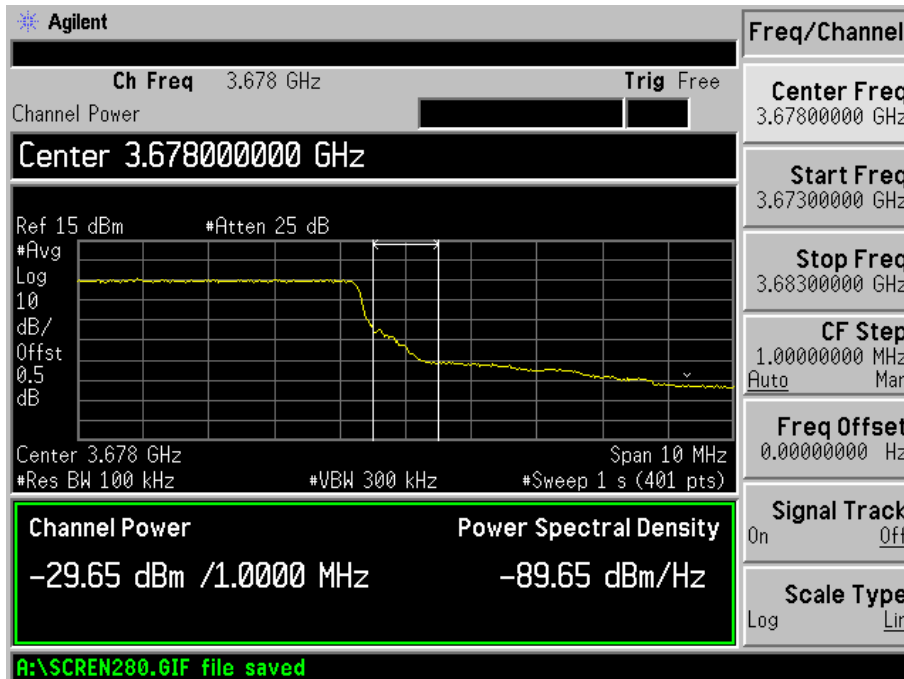 Agilent
Freq/Channel
Ch Freq 3.678 GHz Trig Free
Channel Power
Center 3.678000000 GHz
Ref 15 dBm #Atten 25 dB
#Avg
Log
10
dB/
Offst
0.5
dB
Center 3.678 GHz Span 10 MHz
#Res BW 100 kHz #VBW 300 kHz #Sweep 1 s (401 pts)
Channel Power Power Spectral Density
-29.65 dBm /1.0000 MHz -89.65 dBm/Hz
A:\SCREN280.GIF file saved
Center Freq
3.67800000 GHz
Start Freq
3.67300000 GHz
Stop Freq
3.68300000 GHz
CF Step
1.00000000 MHz
Auto Man
Freq Offset
0.00000000 Hz
Signal Track
On Off
Scale Type
Log Lin